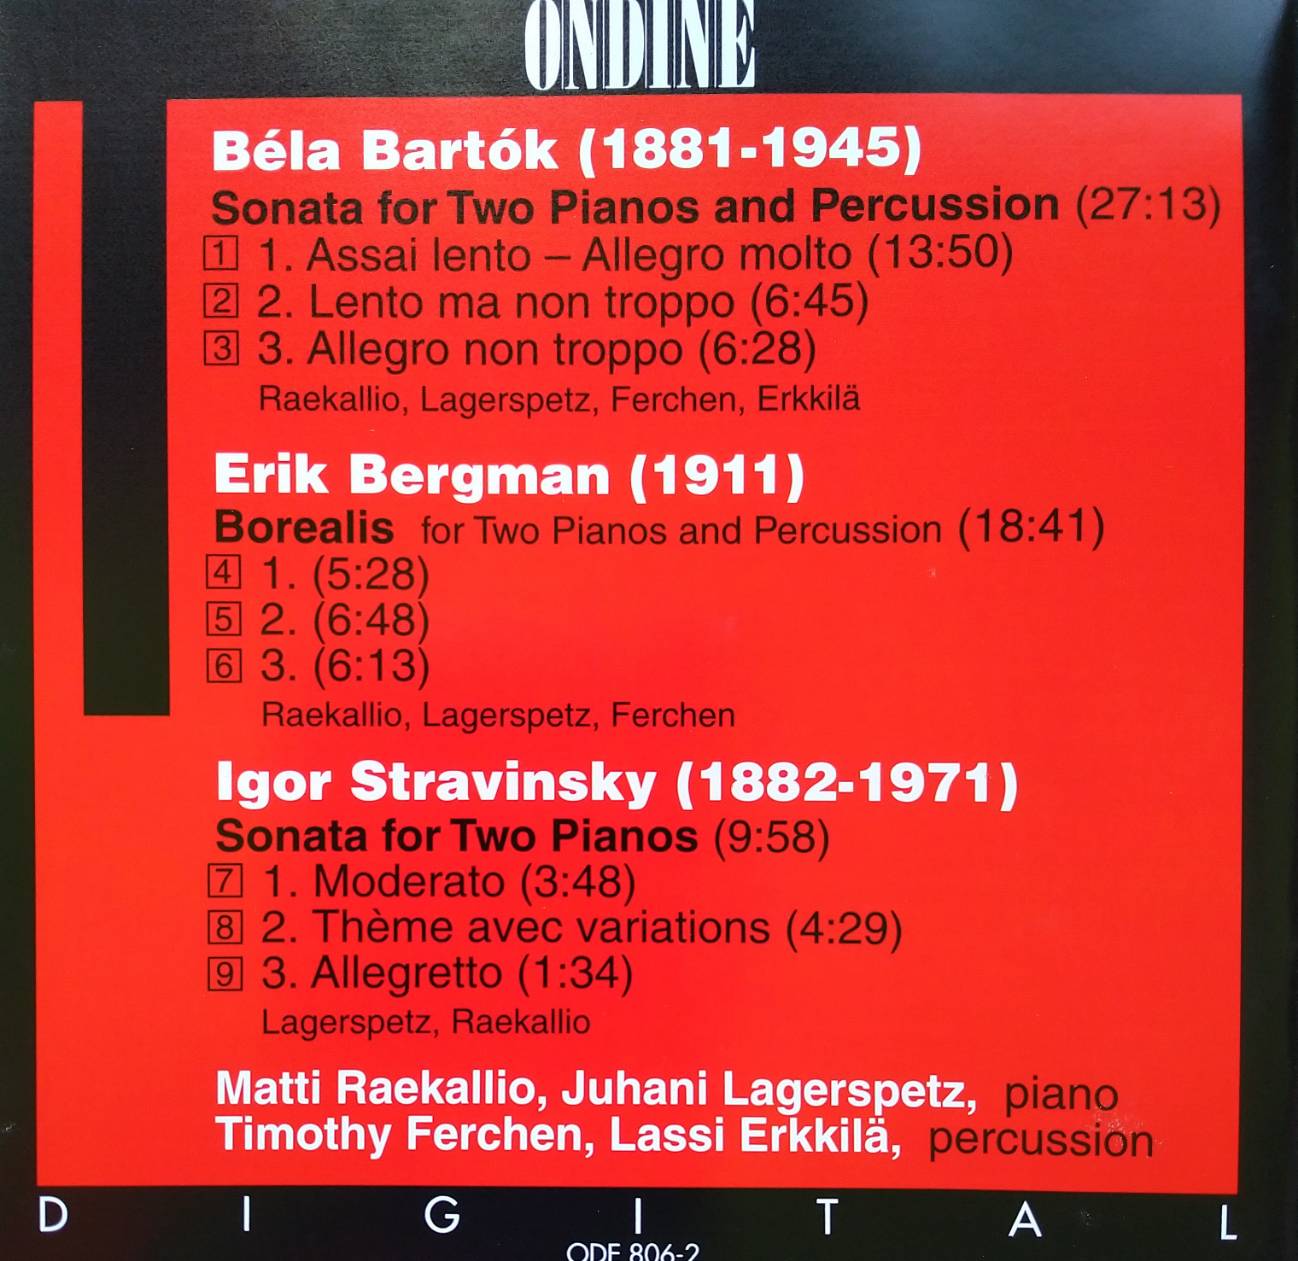 ONDINE
Béla Bartók (1881-1945)
Sonata for Two Pianos and Percussion (27:13)
1 1. Assai lento – Allegro molto (13:50)
2 2. Lento ma non troppo (6:45)
3 3. Allegro non troppo (6:28)
Raekallio, Lagerspetz, Ferchen, Erkkilä
Erik Bergman (1911)
Borealis for Two Pianos and Percussion (18:41)
4 1. (5:28)
5 2. (6:48)
6 3. (6:13)
Raekallio, Lagerspetz, Ferchen
Igor Stravinsky (1882-1971)
Sonata for Two Pianos (9:58)
7 1. Moderato (3:48)
8 2. Thème avec variations (4:29)
9 3. Allegretto (1:34)
Lagerspetz, Raekallio
Matti Raekallio, Juhani Lagerspetz, piano
Timothy Ferchen, Lassi Erkkilä, percussion
D I G I T A L
ODE 806-2